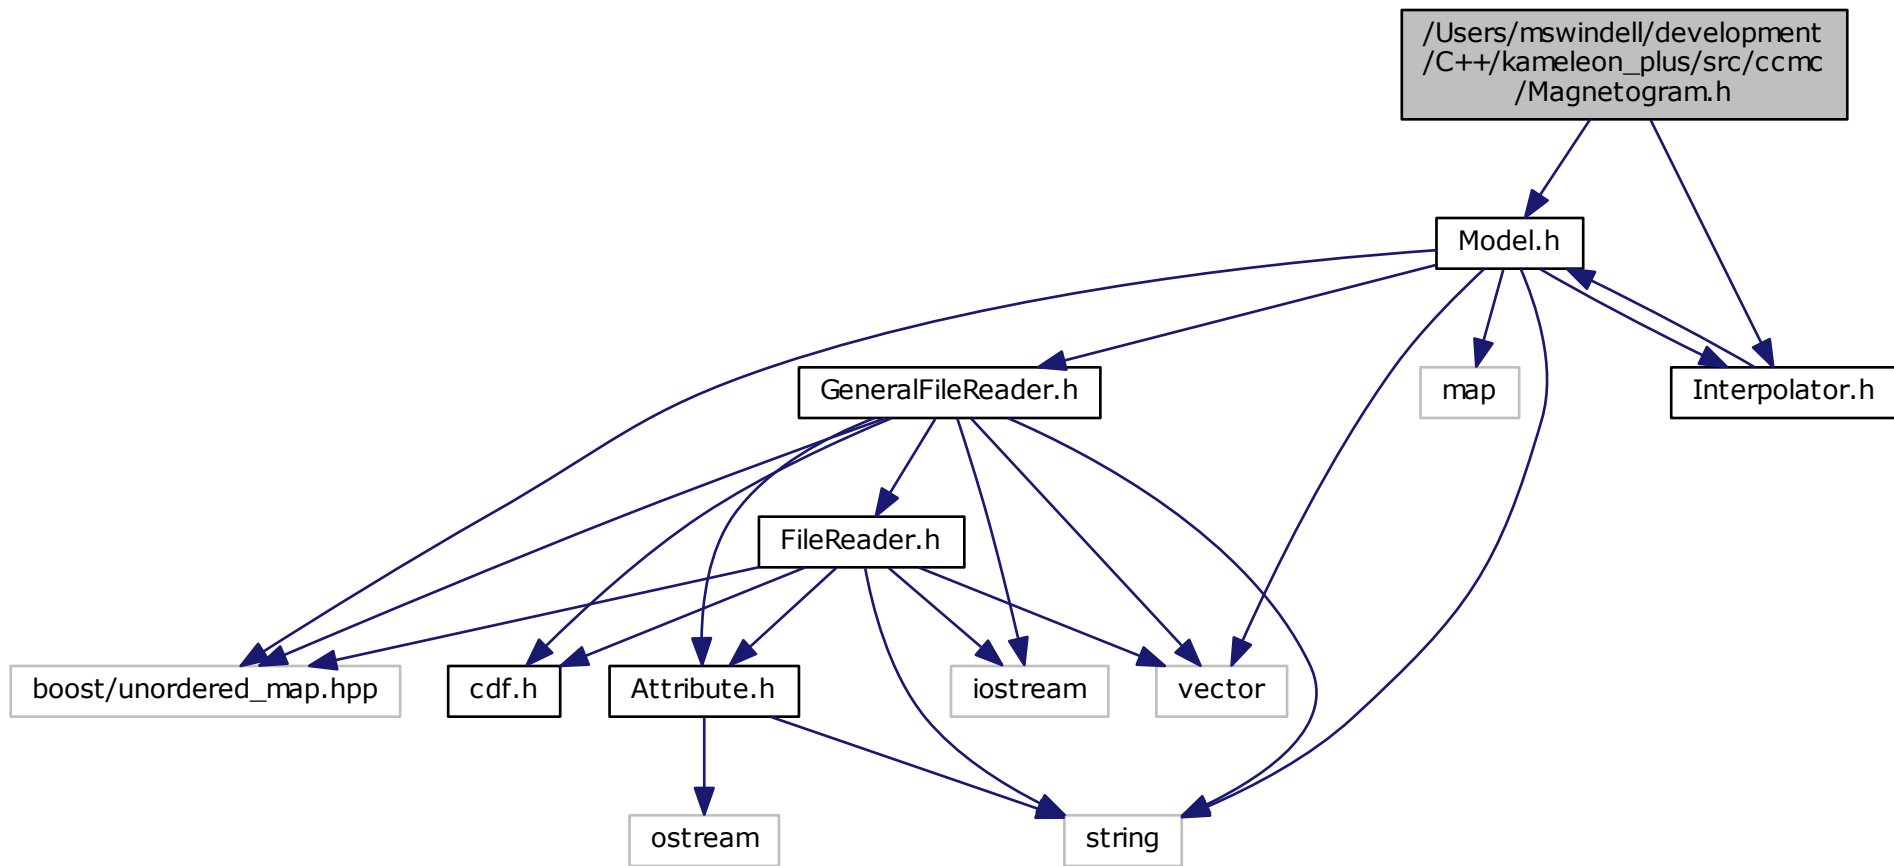 /Users/mswindell/development
/C++/kameleon_plus/src/ccmc
/Magnetogram.h
Model.h
GeneralFileReader.h
map
Interpolator.h
FileReader.h
boost/unordered_map.hpp
cdf.h
Attribute.h
iostream
vector
ostream
string